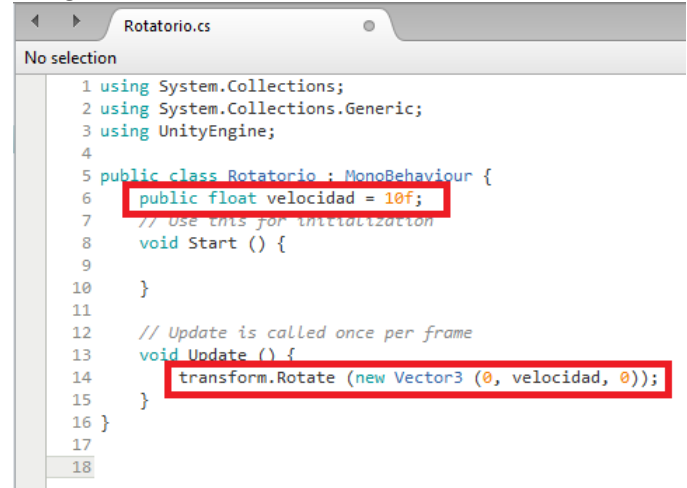 Rotatorio.cs
No selection
1 using System.Collections;
2 using System.Collections.Generic;
3 using UnityEngine;
4
5 public class Rotatorio : MonoBehaviour {
6 public float velocidad = 10f;
7 // Use this for initialization
8 void Start () {
9
10 }
11
12 // Update is called once per frame
13 void Update () {
14 transform.Rotate (new Vector3 (0, velocidad, 0));
15 }
16 }
17
18